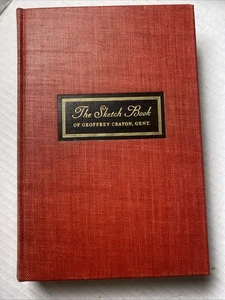 The Sketch Book
OF GEOFFREY CRAYON, GENT.